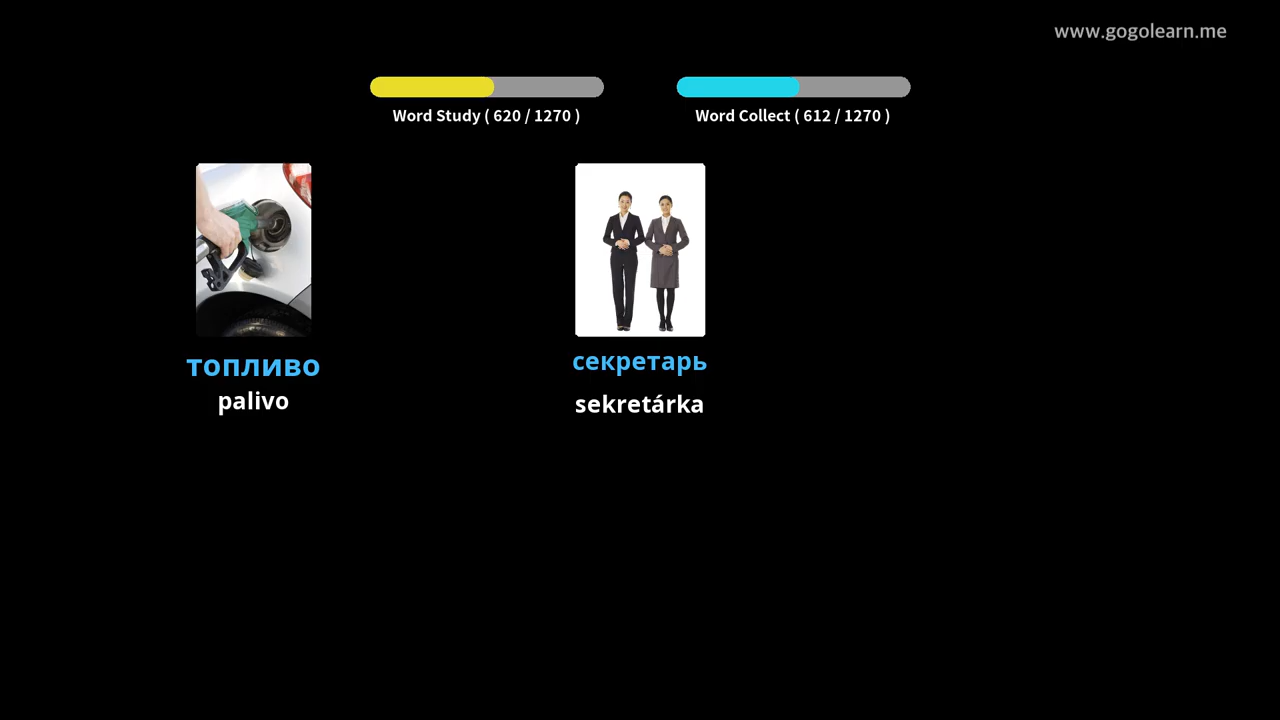 www.gogolearn.me
Word Study ( 620 / 1270 )
Word Collect ( 612 / 1270 )
топливо
palivo
секретарь
sekretárka